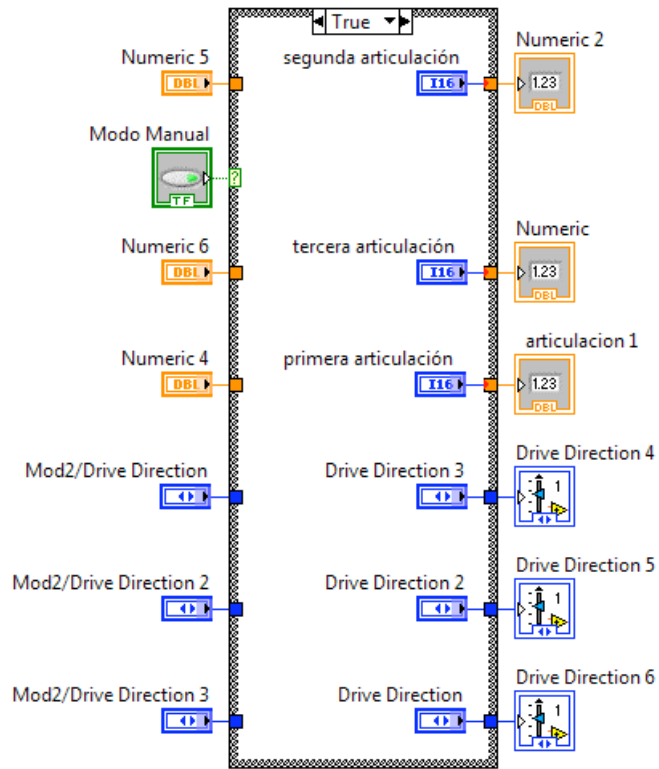 True
Numeric 5
DBL
segunda articulación
I16
Numeric 2
1.23
DBL
Modo Manual
?
TF
Numeric 6
DBL
tercera articulación
I16
Numeric
1.23
DBL
Numeric 4
DBL
primera articulación
I16
articulacion 1
1.23
DBL
Mod2/Drive Direction
Drive Direction 3
Drive Direction 4
1
Mod2/Drive Direction 2
Drive Direction 2
Drive Direction 5
1
Mod2/Drive Direction 3
Drive Direction
Drive Direction 6
1